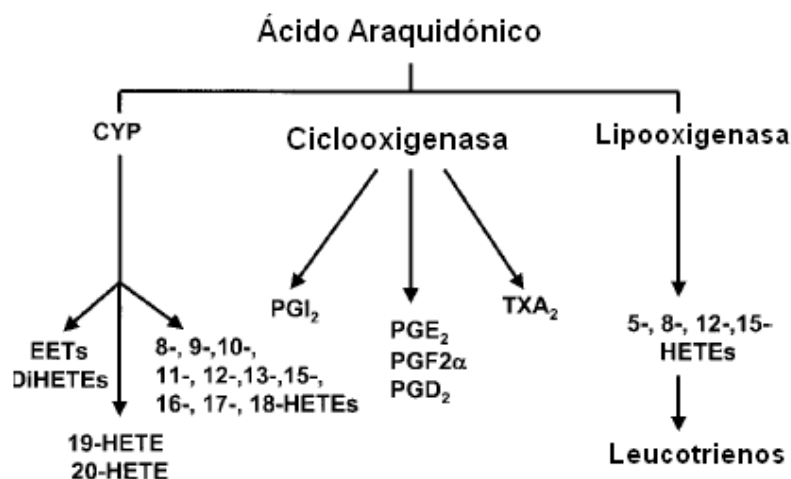 Ácido Araquidónico
CYP
Ciclooxigenasa
Lipooxigenasa
EETs
DiHETEs
19-HETE
20-HETE
8-, 9-,10-,
11-, 12-,13-,15-,
16-, 17-, 18-HETEs
PGI₂
PGE₂
PGF2α
PGD₂
TXA₂
5-, 8-, 12-,15-
HETEs
Leucotrienos